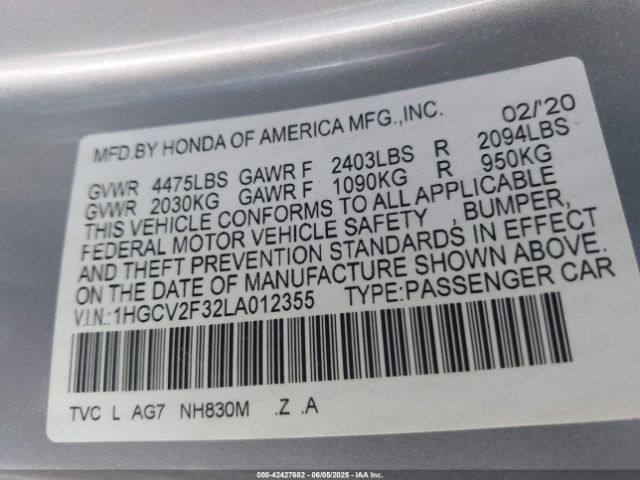 MFD.BY HONDA OF AMERICA MFG.,INC. 02/'20
GVWR 4475LBS GAWR F 2403LBS R 2094LBS
GVWR 2030KG GAWR F 1090KG R 950KG
THIS VEHICLE CONFORMS TO ALL APPLICABLE
FEDERAL MOTOR VEHICLE SAFETY , BUMPER,
AND THEFT PREVENTION STANDARDS IN EFFECT
ON THE DATE OF MANUFACTURE SHOWN ABOVE.
V.I.N.:1HGCV2F32LA012355 TYPE:PASSENGER CAR
TVC L AG7 NH830M .Z .A
000-42427682 - 06/05/2025 - IAA Inc.